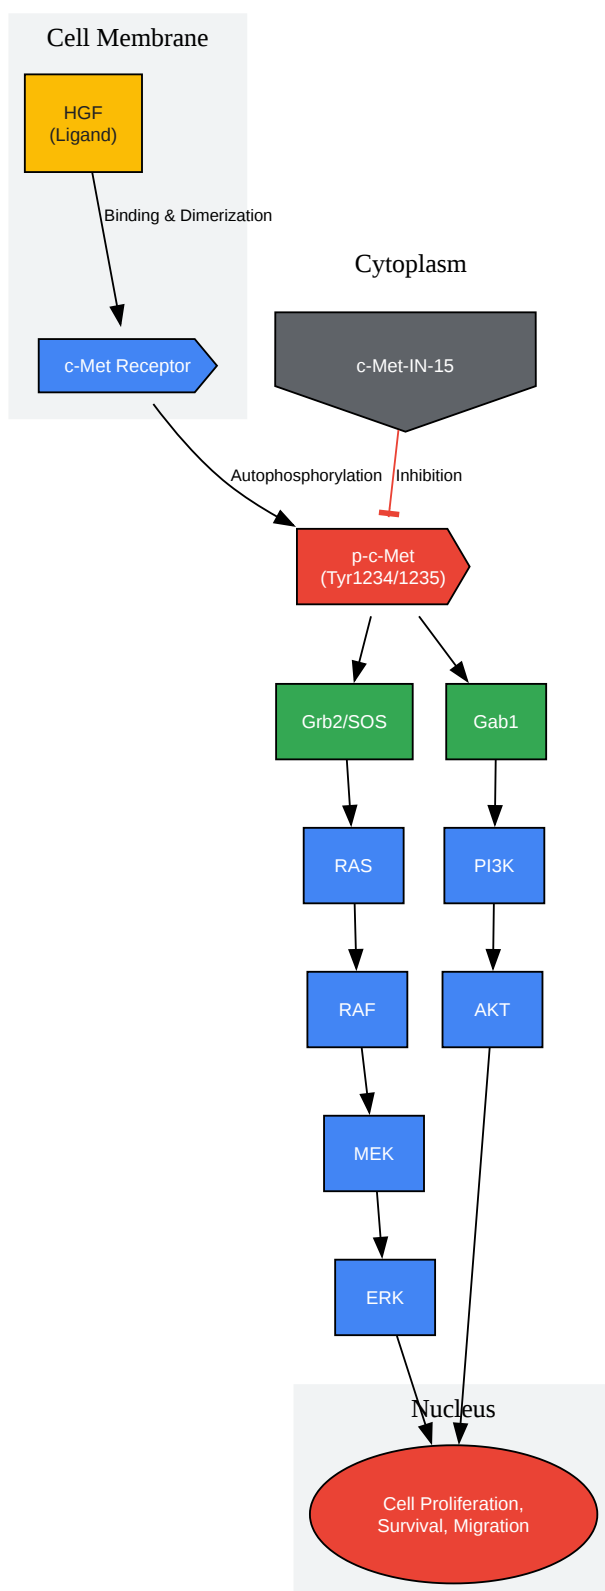 Cell Membrane
HGF
(Ligand)
Binding & Dimerization
Cytoplasm
c-Met Receptor
c-Met-IN-15
Autophosphorylation
Inhibition
p-c-Met
(Tyr1234/1235)
Grb2/SOS
Gab1
RAS
PI3K
RAF
AKT
MEK
ERK
Nucleus
Cell Proliferation,
Survival, Migration